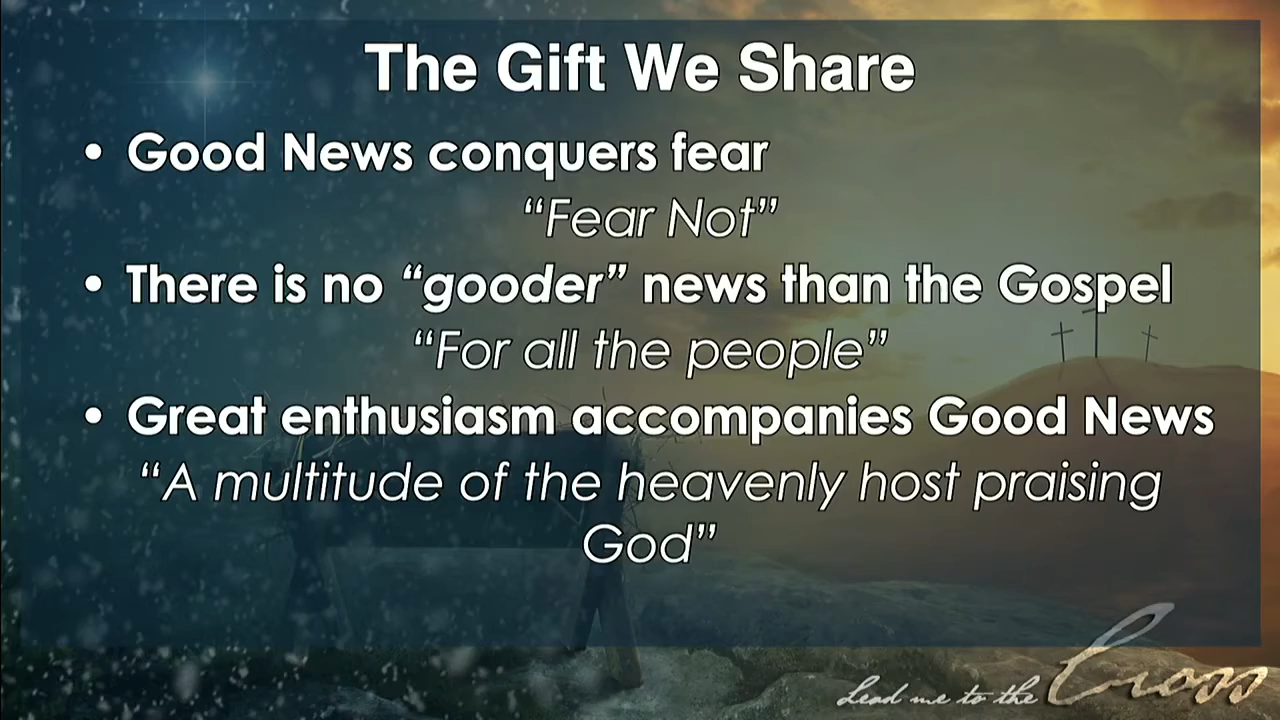 The Gift We Share
• Good News conquers fear
“Fear Not”
• There is no “gooder” news than the Gospel
“For all the people”
• Great enthusiasm accompanies Good News
“A multitude of the heavenly host praising
God”
Lead me to the Cross